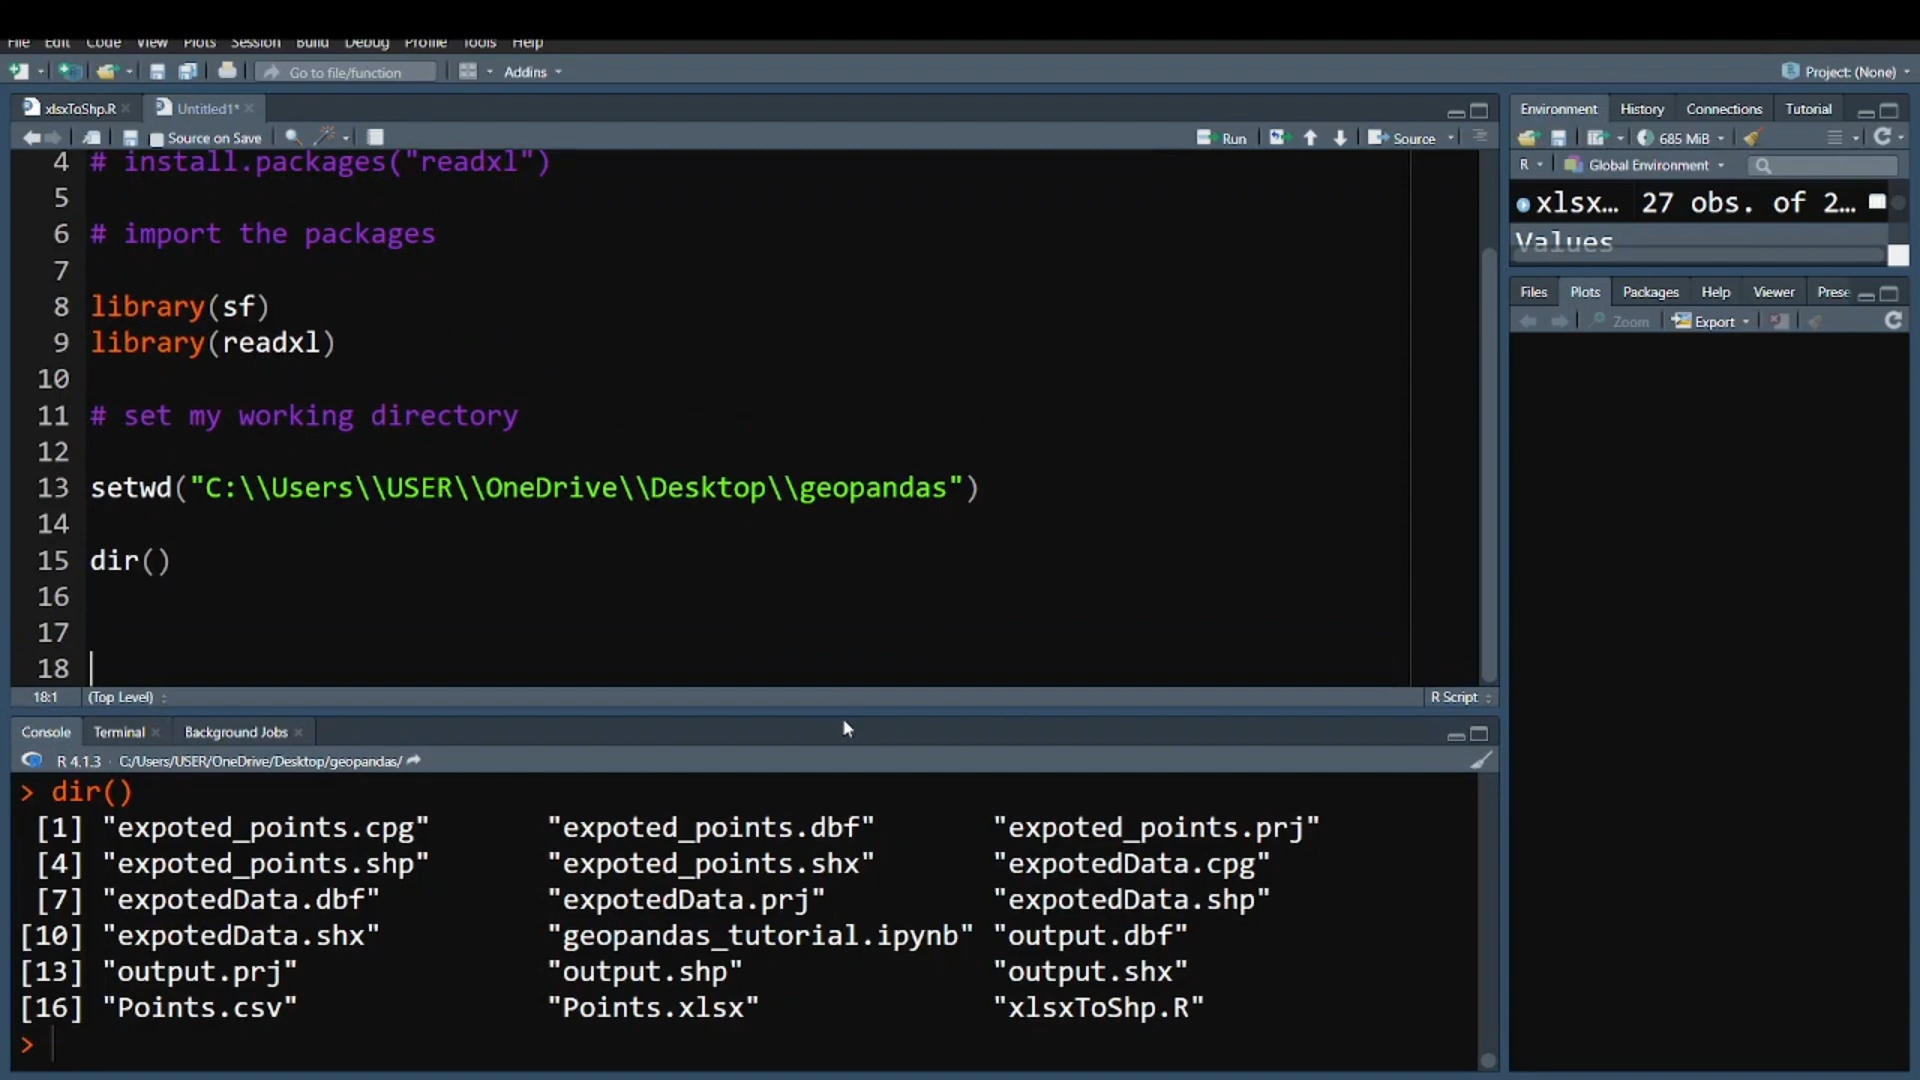 File Edit Code View Plots Session Build Debug Profile Tools Help
Go to file/function Addins Project: (None)
xlsxToShp.R Untitled1*
Source on Save Run Source
4 # install.packages("readxl")
5
6 # import the packages
7
8 library(sf)
9 library(readxl)
10
11 # set my working directory
12
13 setwd("C:\\Users\\USER\\OneDrive\\Desktop\\geopandas")
14
15 dir()
16
17
18
18:1 (Top Level) R Script
Console Terminal Background Jobs
R 4.1.3 · C:/Users/USER/OneDrive/Desktop/geopandas/
> dir()
[1] "expoted_points.cpg" "expoted_points.dbf" "expoted_points.prj"
[4] "expoted_points.shp" "expoted_points.shx" "expotedData.cpg"
[7] "expotedData.dbf" "expotedData.prj" "expotedData.shp"
[10] "expotedData.shx" "geopandas_tutorial.ipynb" "output.dbf"
[13] "output.prj" "output.shp" "output.shx"
[16] "Points.csv" "Points.xlsx" "xlsxToShp.R"
>
Environment History Connections Tutorial
685 MiB
R Global Environment
xlsx… 27 obs. of 2…
Values
Files Plots Packages Help Viewer Prese
Zoom Export